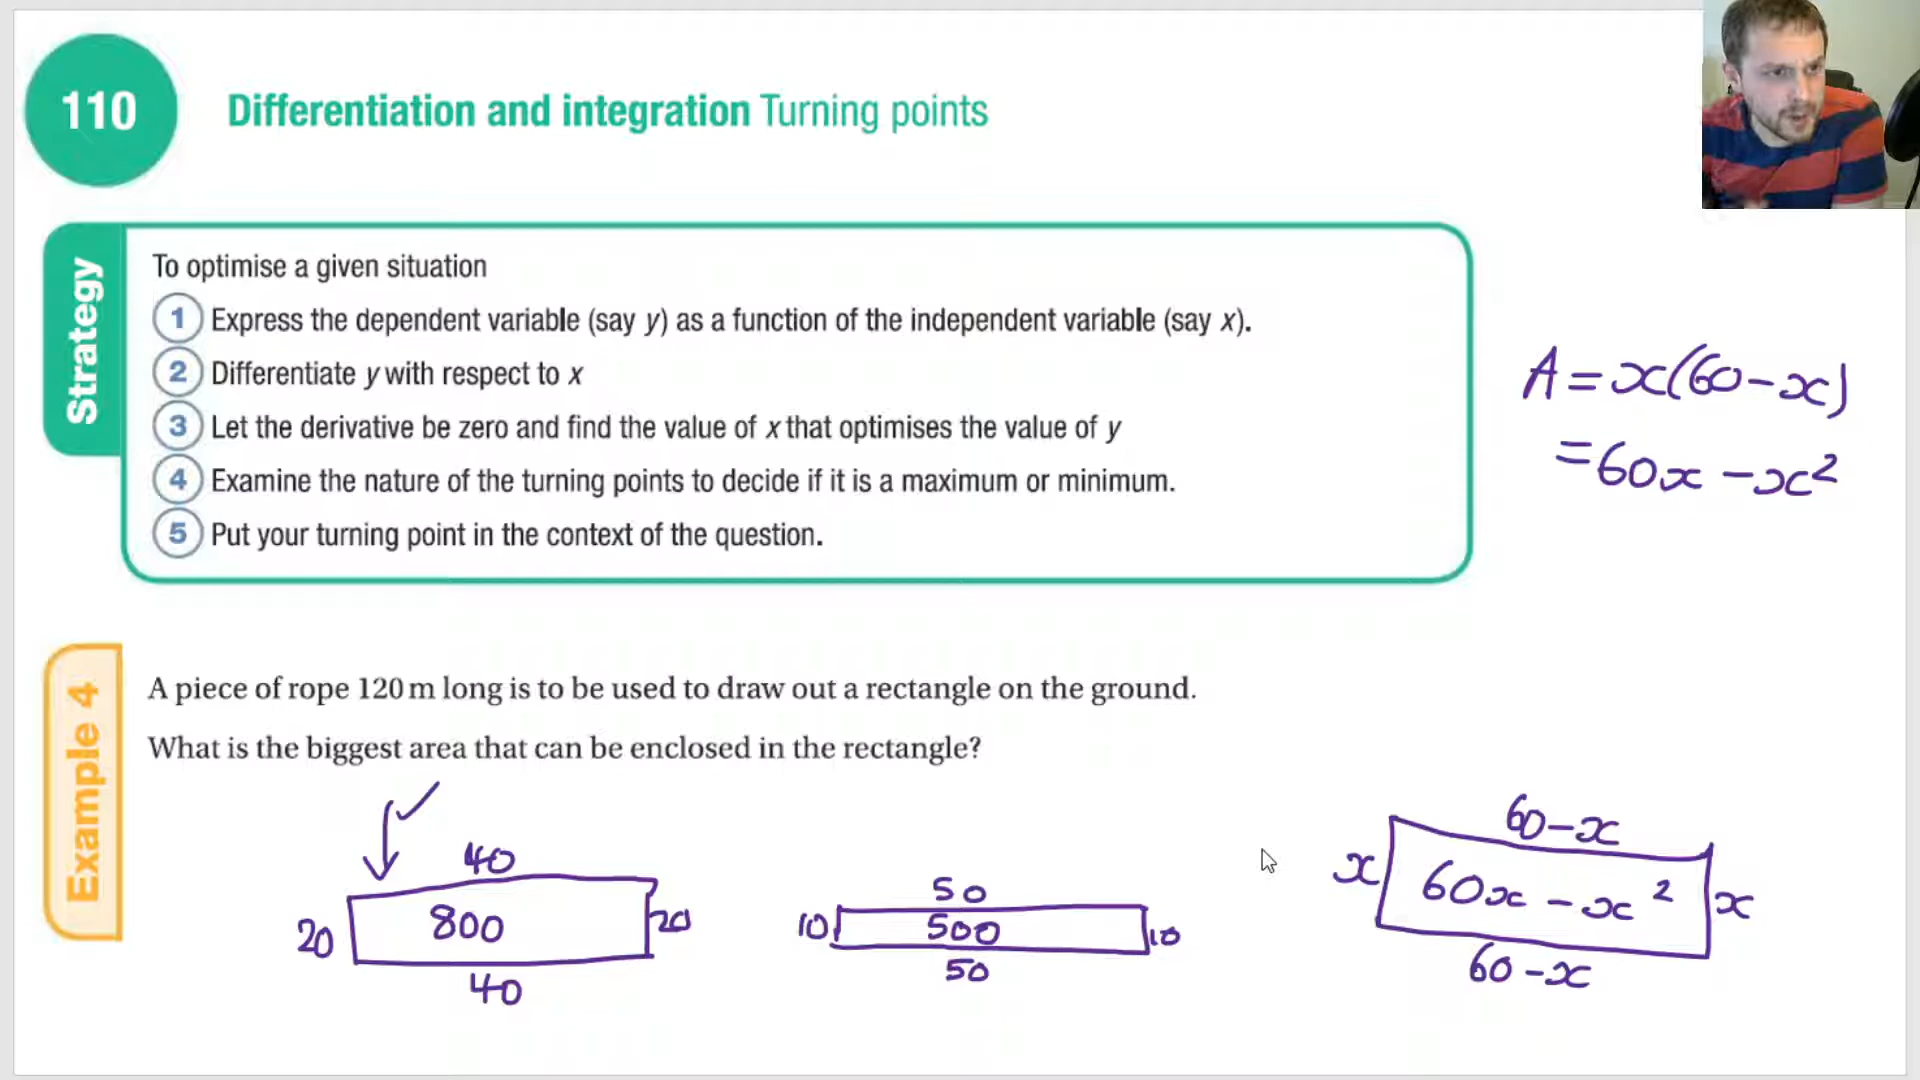 110
Differentiation and integration Turning points
Strategy
To optimise a given situation
1 Express the dependent variable (say y) as a function of the independent variable (say x).
2 Differentiate y with respect to x
3 Let the derivative be zero and find the value of x that optimises the value of y
4 Examine the nature of the turning points to decide if it is a maximum or minimum.
5 Put your turning point in the context of the question.
A = x(60-x)
= 60x - x²
Example 4
A piece of rope 120 m long is to be used to draw out a rectangle on the ground.
What is the biggest area that can be enclosed in the rectangle?
40
20 800 20
40
50
10 500 10
50
60-x
x 60x - x² x
60-x